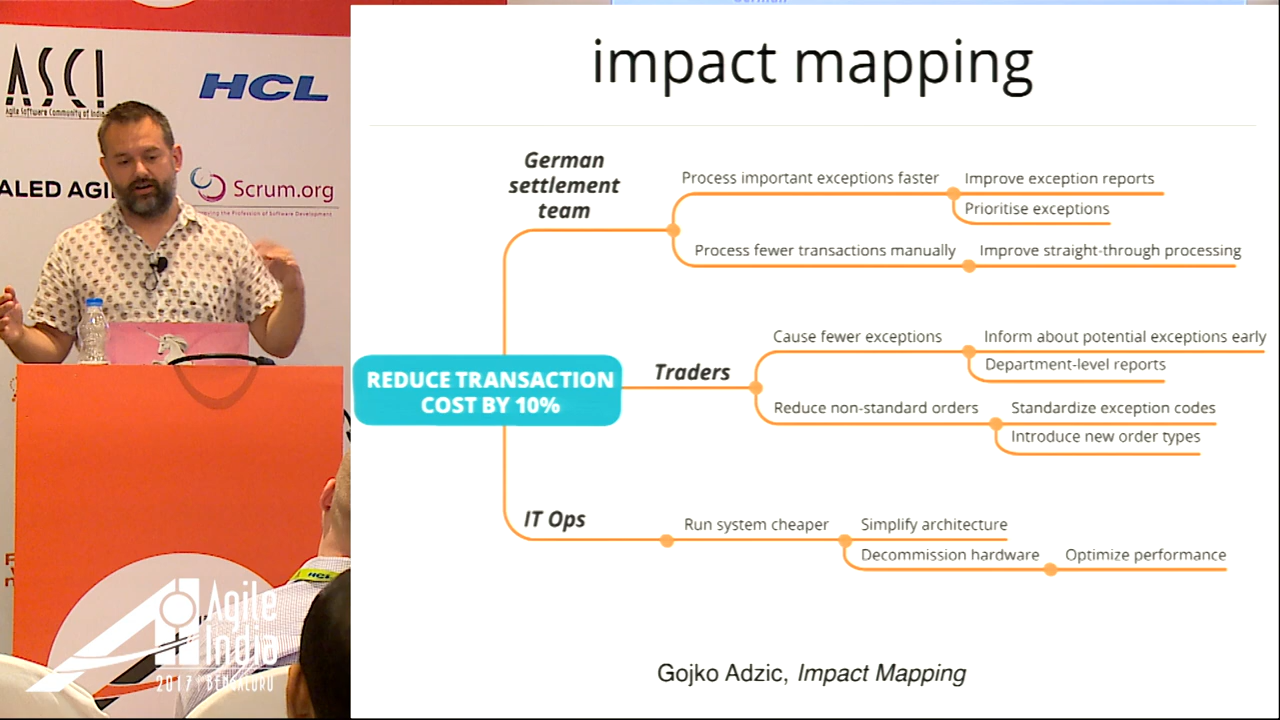 ASCI
Agile Software Community of India
HCL
ALED AGI
Scrum.org
Improving the Profession of Software Development
HCL
Agile
India
2017 | BENGALURU
German
impact mapping
German
settlement
team
Process important exceptions faster
Improve exception reports
Prioritise exceptions
Process fewer transactions manually
Improve straight-through processing
REDUCE TRANSACTION
COST BY 10%
Traders
Cause fewer exceptions
Inform about potential exceptions early
Department-level reports
Reduce non-standard orders
Standardize exception codes
Introduce new order types
IT Ops
Run system cheaper
Simplify architecture
Decommission hardware
Optimize performance
Gojko Adzic, Impact Mapping